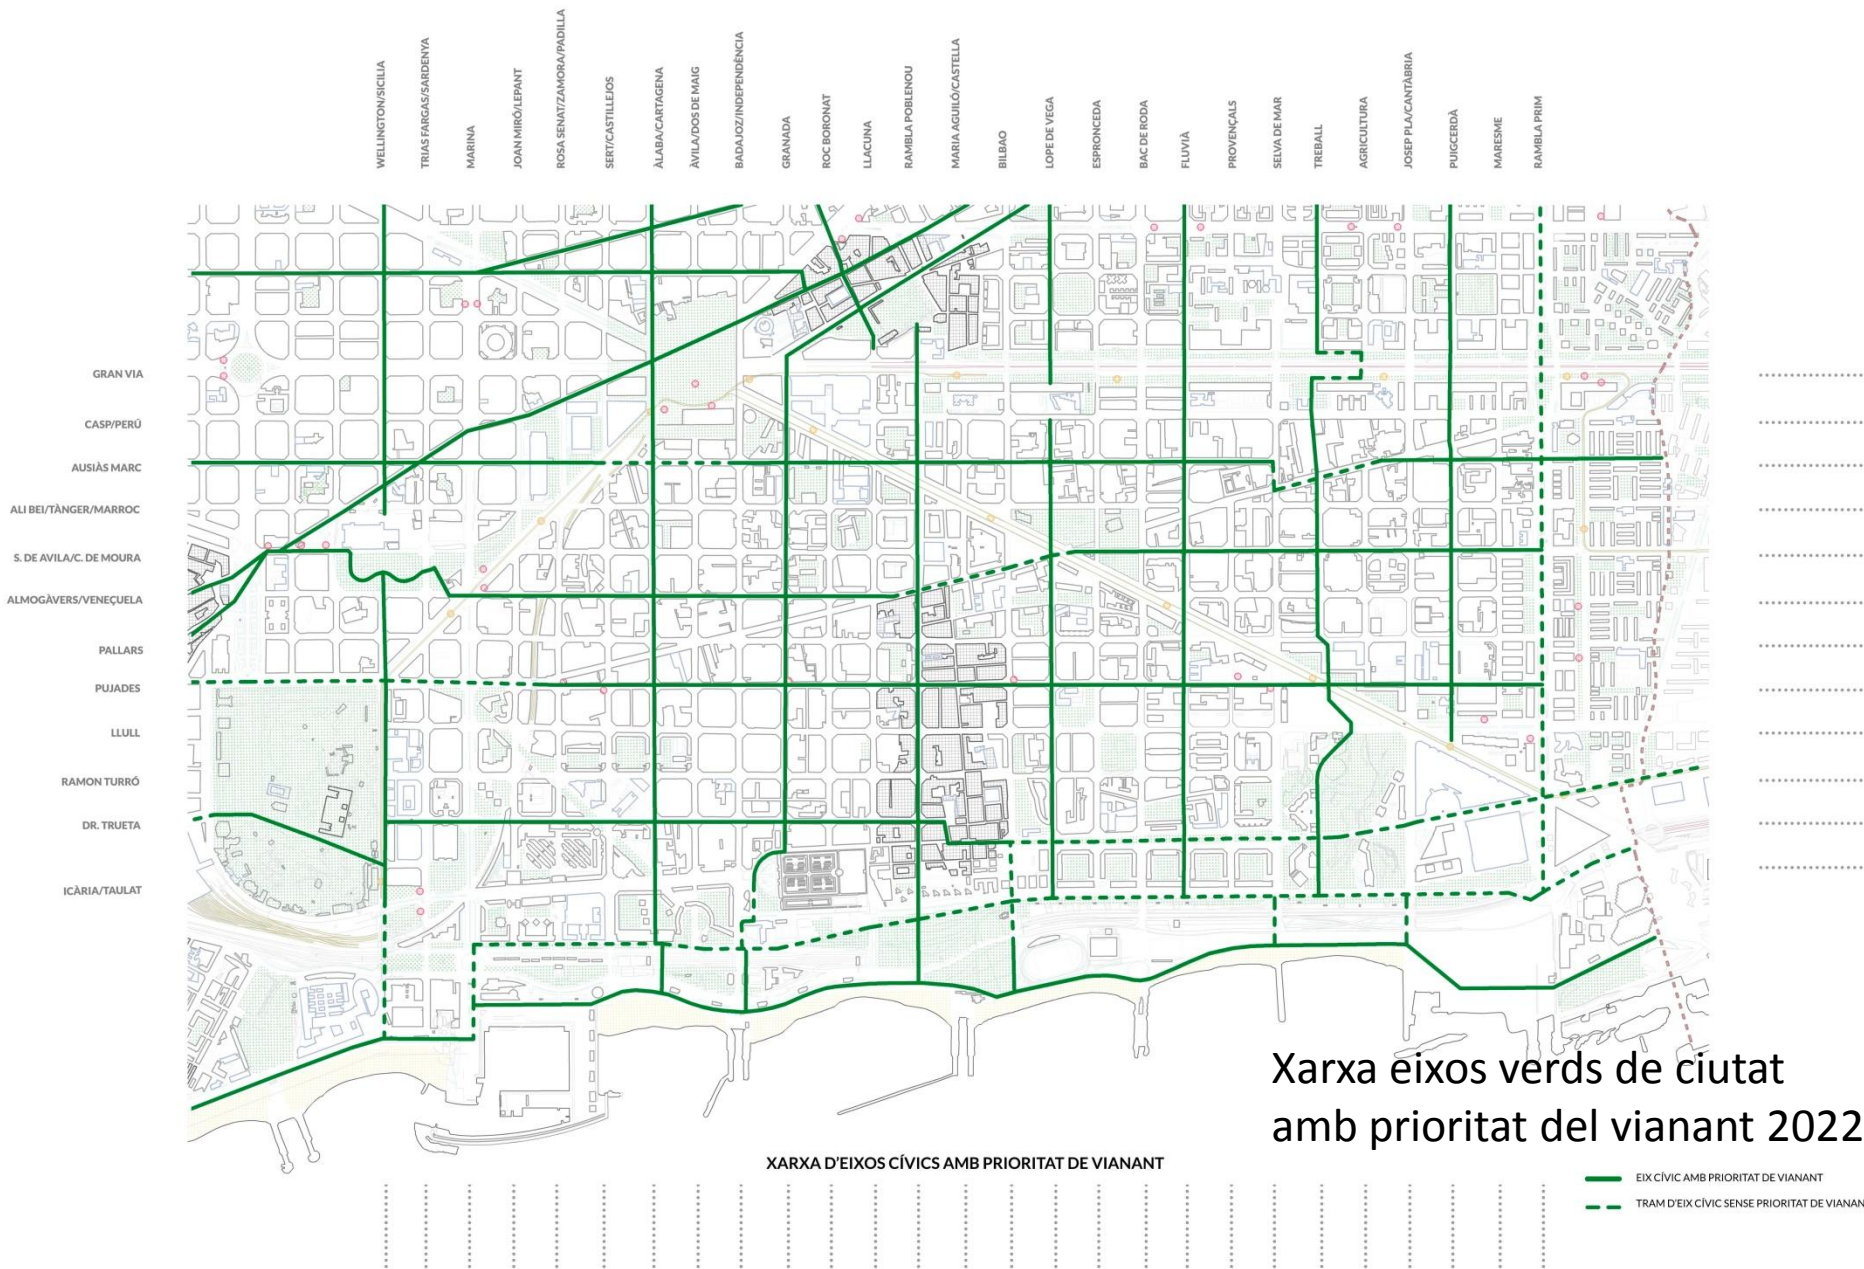 WELLINGTON/SICILIA
TRIAS FARGAS/SARDENYA
MARINA
JOAN MIRÓ/LEPANT
ROSA SENAT/ZAMORA/PADILLA
SERT/CASTILLEJOS
ÀLABA/CARTAGENA
ÀVILA/DOS DE MAIG
BADAJOZ/INDEPENDÈNCIA
GRANADA
ROC BORONAT
LLACUNA
RAMBLA POBLENOU
MARIA AGUILÓ/CASTELLA
BILBAO
LOPE DE VEGA
ESPRONCEDA
BAC DE RODA
FLUVIÀ
PROVENÇALS
SELVA DE MAR
TREBALL
AGRICULTURA
JOSEP PLA/CANTÀBRIA
PUIGCERDÀ
MARESME
RAMBLA PRIM
GRAN VIA
CASP/PERÚ
AUSIÀS MARC
ALI BEI/TÀNGER/MARROC
S. DE AVILA/C. DE MOURA
ALMOGÀVERS/VENEÇUELA
PALLARS
PUJADES
LLULL
RAMON TURRÓ
DR. TRUETA
ICÀRIA/TAULAT
Xarxa eixos verds de ciutat
amb prioritat del vianant 2022
XARXA D'EIXOS CÍVICS AMB PRIORITAT DE VIANANT
EIX CÍVIC AMB PRIORITAT DE VIANANT
TRAM D'EIX CÍVIC SENSE PRIORITAT DE VIANAN